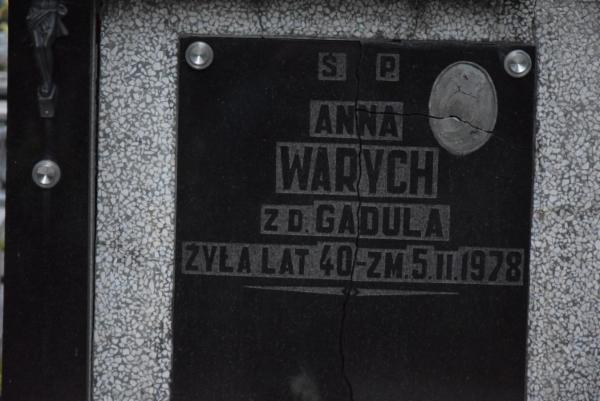 Ś P
ANNA
WARYCH
Z D. GADULA
ŻYŁA LAT 40-ZM. 5.II.1978